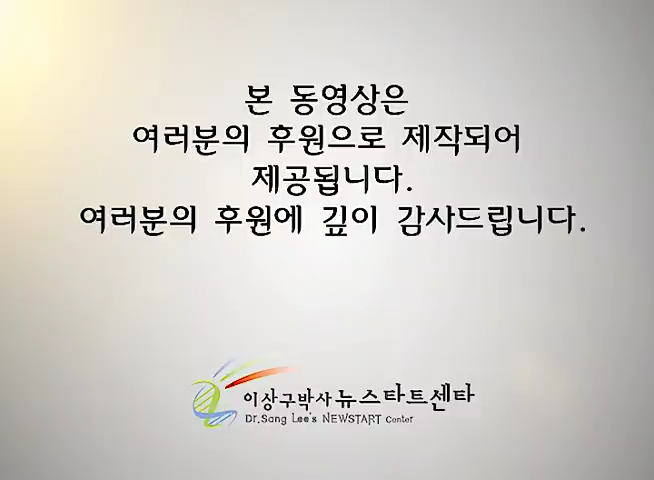 본 동영상은
여러분의 후원으로 제작되어
제공됩니다.
여러분의 후원에 깊이 감사드립니다.
이상구박사 뉴스타트센타
Dr.Sang Lee's NEWSTART Center